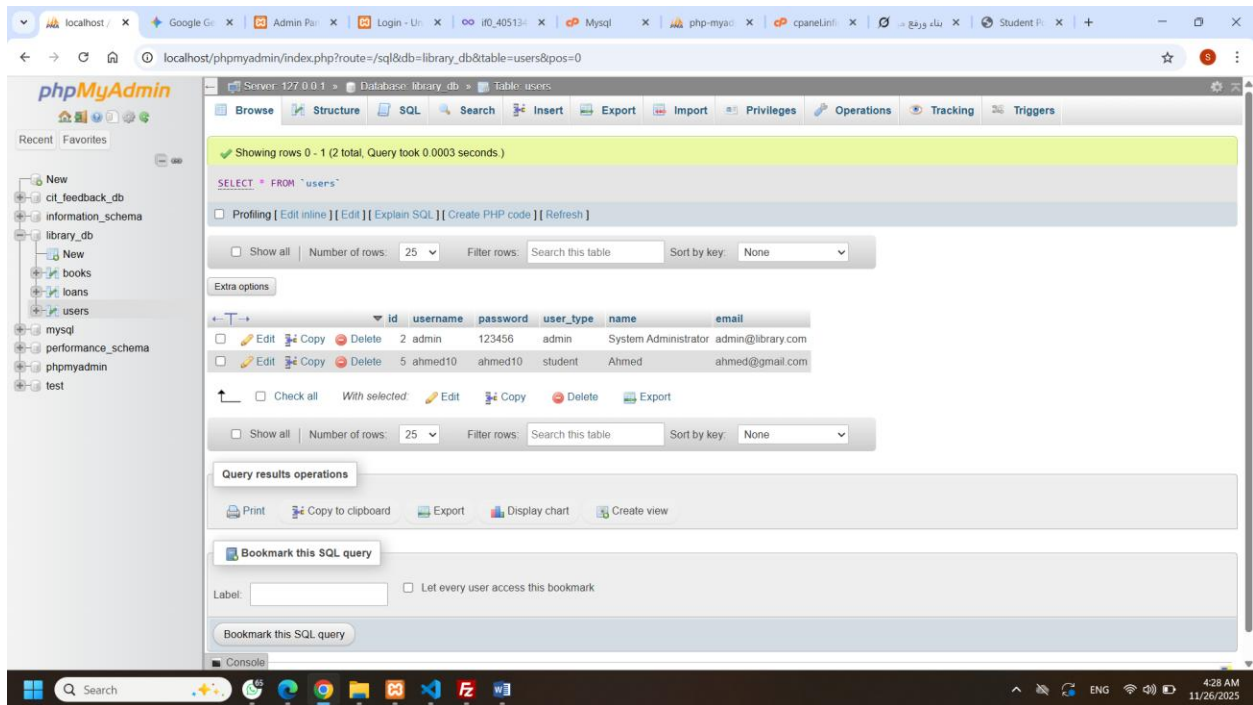 localhost / Google Ge Admin Pan Login - Un if0_40513 Mysql php-myad cpanel.inf بناء ورفع Student P
localhost/phpmyadmin/index.php?route=/sql&db=library_db&table=users&pos=0 S
phpMyAdmin
Recent Favorites
New
cit_feedback_db
information_schema
library_db
New
books
loans
users
mysql
performance_schema
phpmyadmin
test
Server: 127.0.0.1 » Database: library_db » Table: users
Browse Structure SQL Search Insert Export Import Privileges Operations Tracking Triggers
Showing rows 0 - 1 (2 total, Query took 0.0003 seconds.)
SELECT * FROM `users`
Profiling [ Edit inline ] [ Edit ] [ Explain SQL ] [ Create PHP code ] [ Refresh ]
Show all | Number of rows: 25 Filter rows: Search this table Sort by key: None
Extra options
id username password user_type name email
Edit Copy Delete 2 admin 123456 admin System Administrator admin@library.com
Edit Copy Delete 5 ahmed10 ahmed10 student Ahmed ahmed@gmail.com
Check all With selected: Edit Copy Delete Export
Show all | Number of rows: 25 Filter rows: Search this table Sort by key: None
Query results operations
Print Copy to clipboard Export Display chart Create view
Bookmark this SQL query
Label: Let every user access this bookmark
Bookmark this SQL query
Console
Search 65 ENG 4:28 AM
11/26/2025